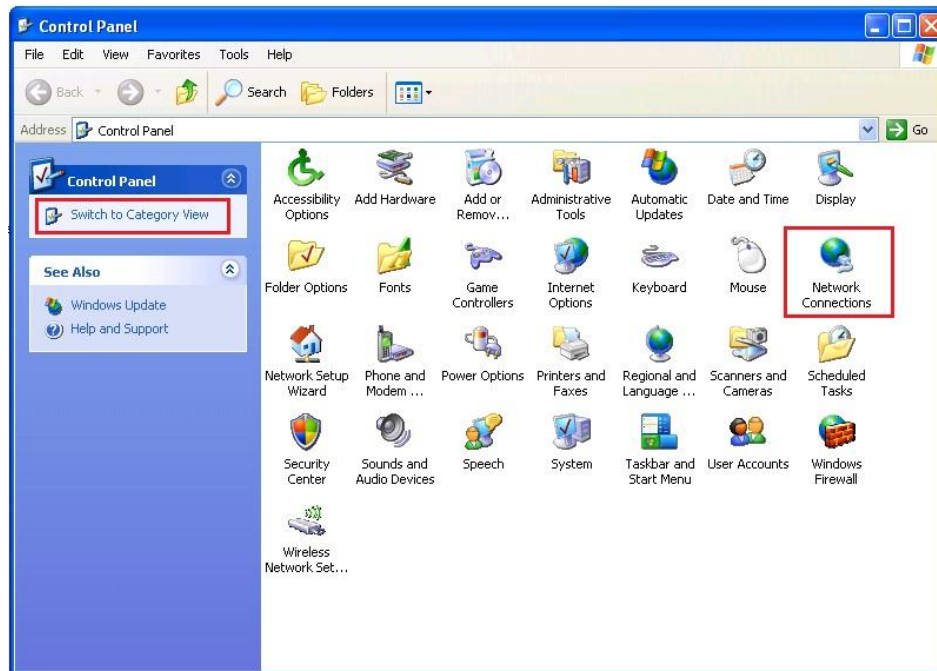 Control Panel
File Edit View Favorites Tools Help
Back Search Folders
Address Control Panel Go
Control Panel
Switch to Category View
See Also
Windows Update
Help and Support
Accessibility Options
Add Hardware
Add or Remov...
Administrative Tools
Automatic Updates
Date and Time
Display
Folder Options
Fonts
Game Controllers
Internet Options
Keyboard
Mouse
Network Connections
Network Setup Wizard
Phone and Modem ...
Power Options
Printers and Faxes
Regional and Language ...
Scanners and Cameras
Scheduled Tasks
Security Center
Sounds and Audio Devices
Speech
System
Taskbar and Start Menu
User Accounts
Windows Firewall
Wireless Network Set...